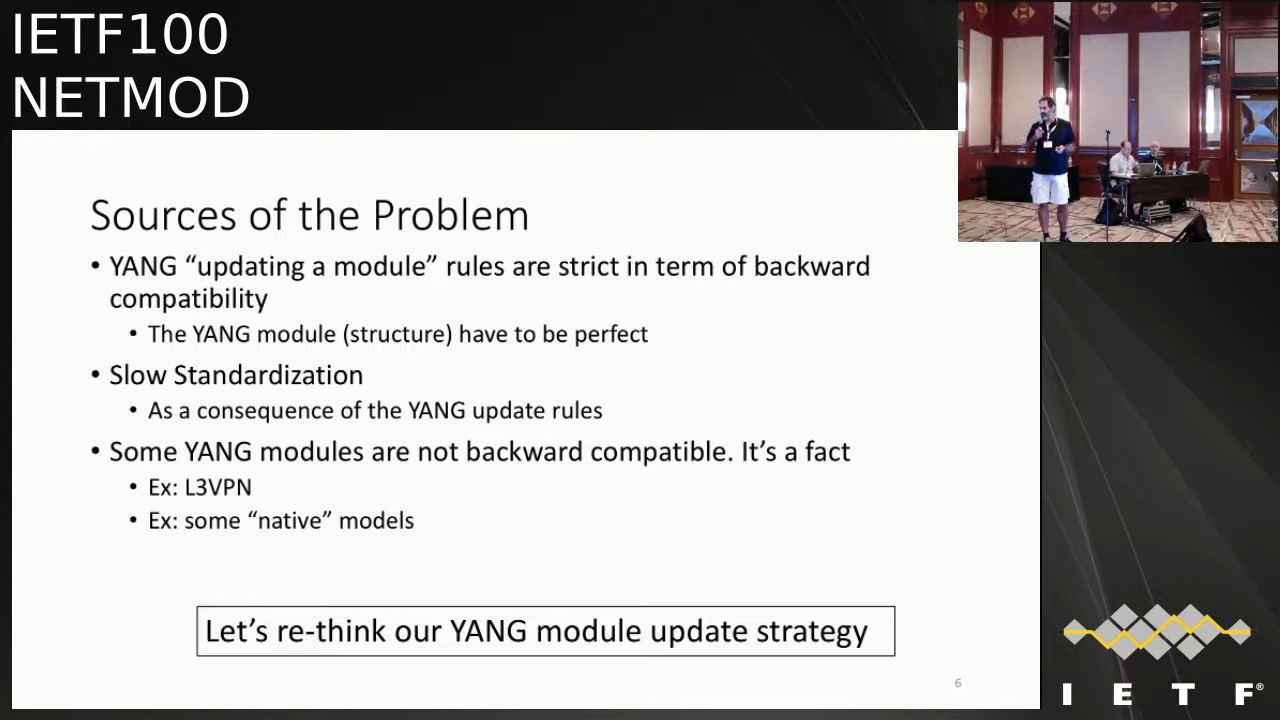 IETF100
NETMOD
Sources of the Problem
• YANG “updating a module” rules are strict in term of backward
compatibility
• The YANG module (structure) have to be perfect
• Slow Standardization
• As a consequence of the YANG update rules
• Some YANG modules are not backward compatible. It’s a fact
• Ex: L3VPN
• Ex: some “native” models
Let’s re-think our YANG module update strategy
6
I E T F®